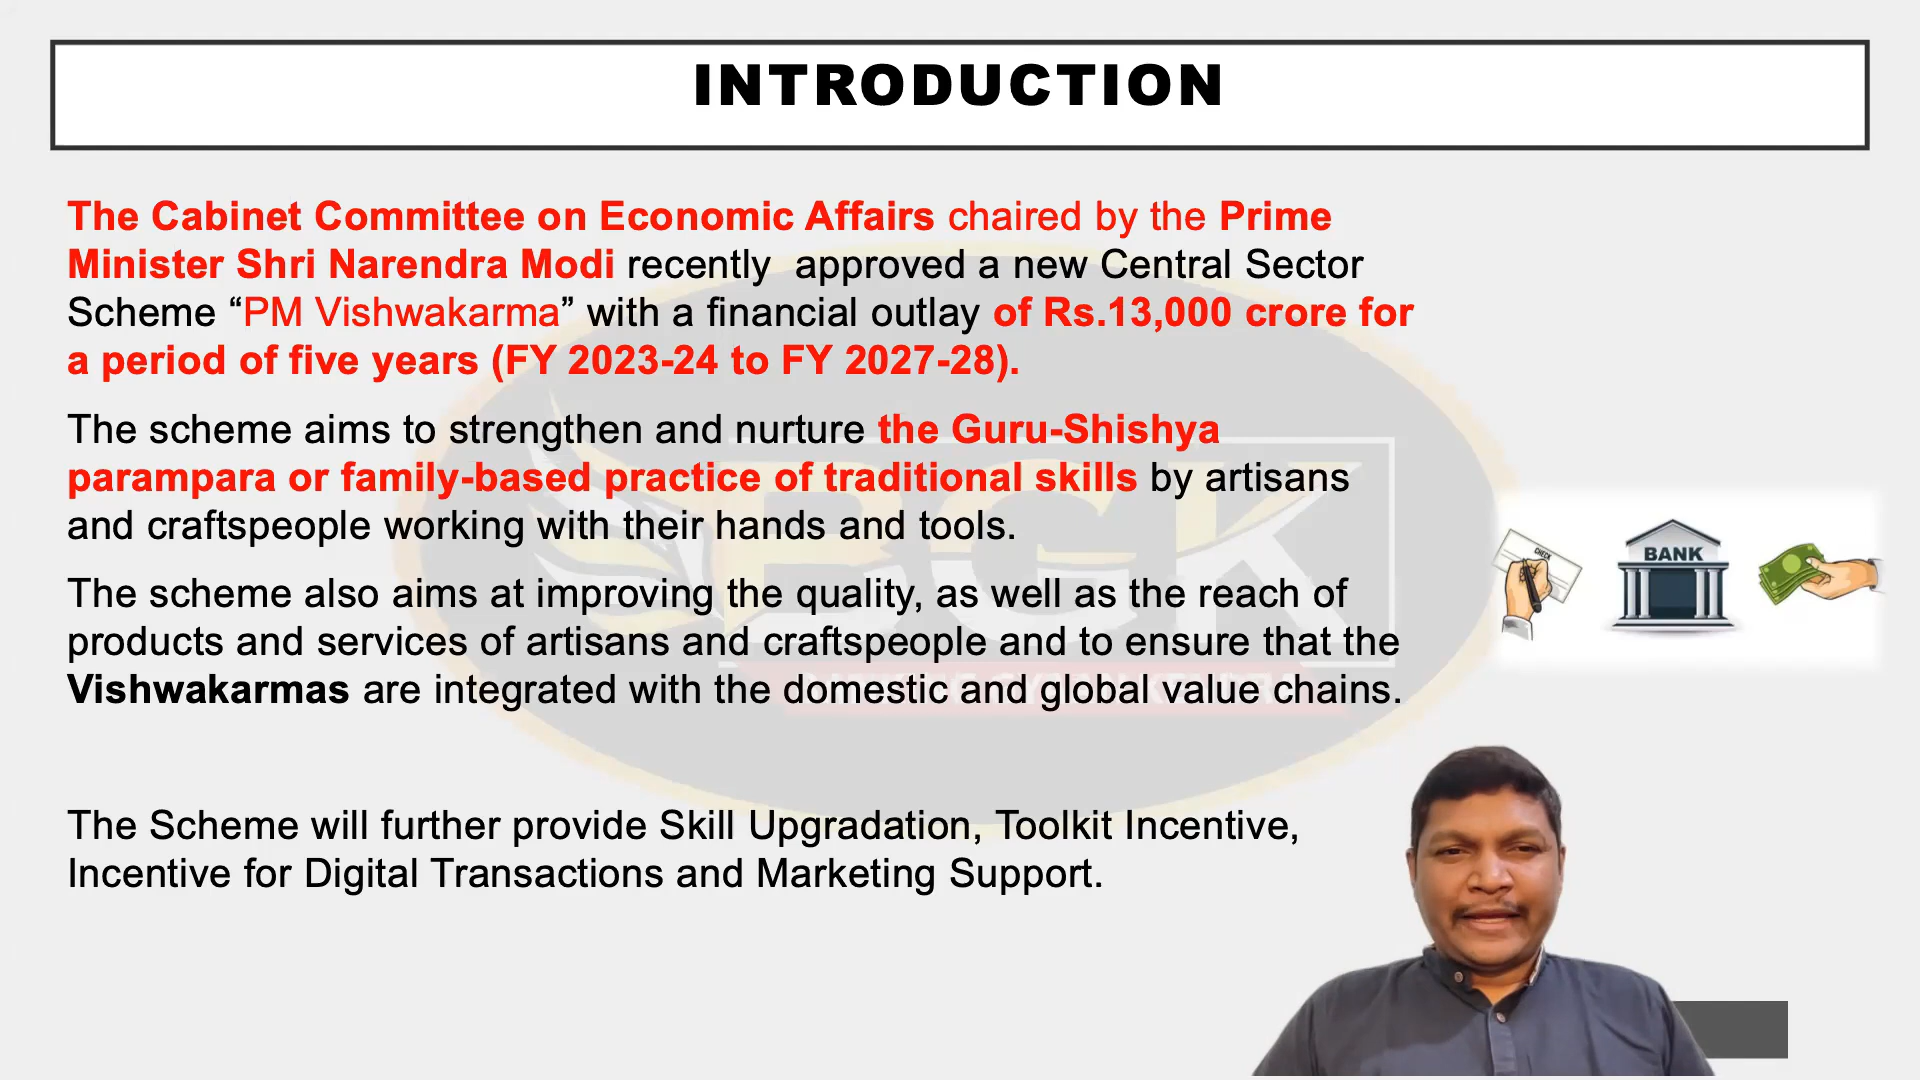 INTRODUCTION
The Cabinet Committee on Economic Affairs chaired by the Prime
Minister Shri Narendra Modi recently approved a new Central Sector
Scheme “PM Vishwakarma” with a financial outlay of Rs.13,000 crore for
a period of five years (FY 2023-24 to FY 2027-28).
The scheme aims to strengthen and nurture the Guru-Shishya
parampara or family-based practice of traditional skills by artisans
and craftspeople working with their hands and tools.
The scheme also aims at improving the quality, as well as the reach of
products and services of artisans and craftspeople and to ensure that the
Vishwakarmas are integrated with the domestic and global value chains.
The Scheme will further provide Skill Upgradation, Toolkit Incentive,
Incentive for Digital Transactions and Marketing Support.
CHECK
BANK
BGK